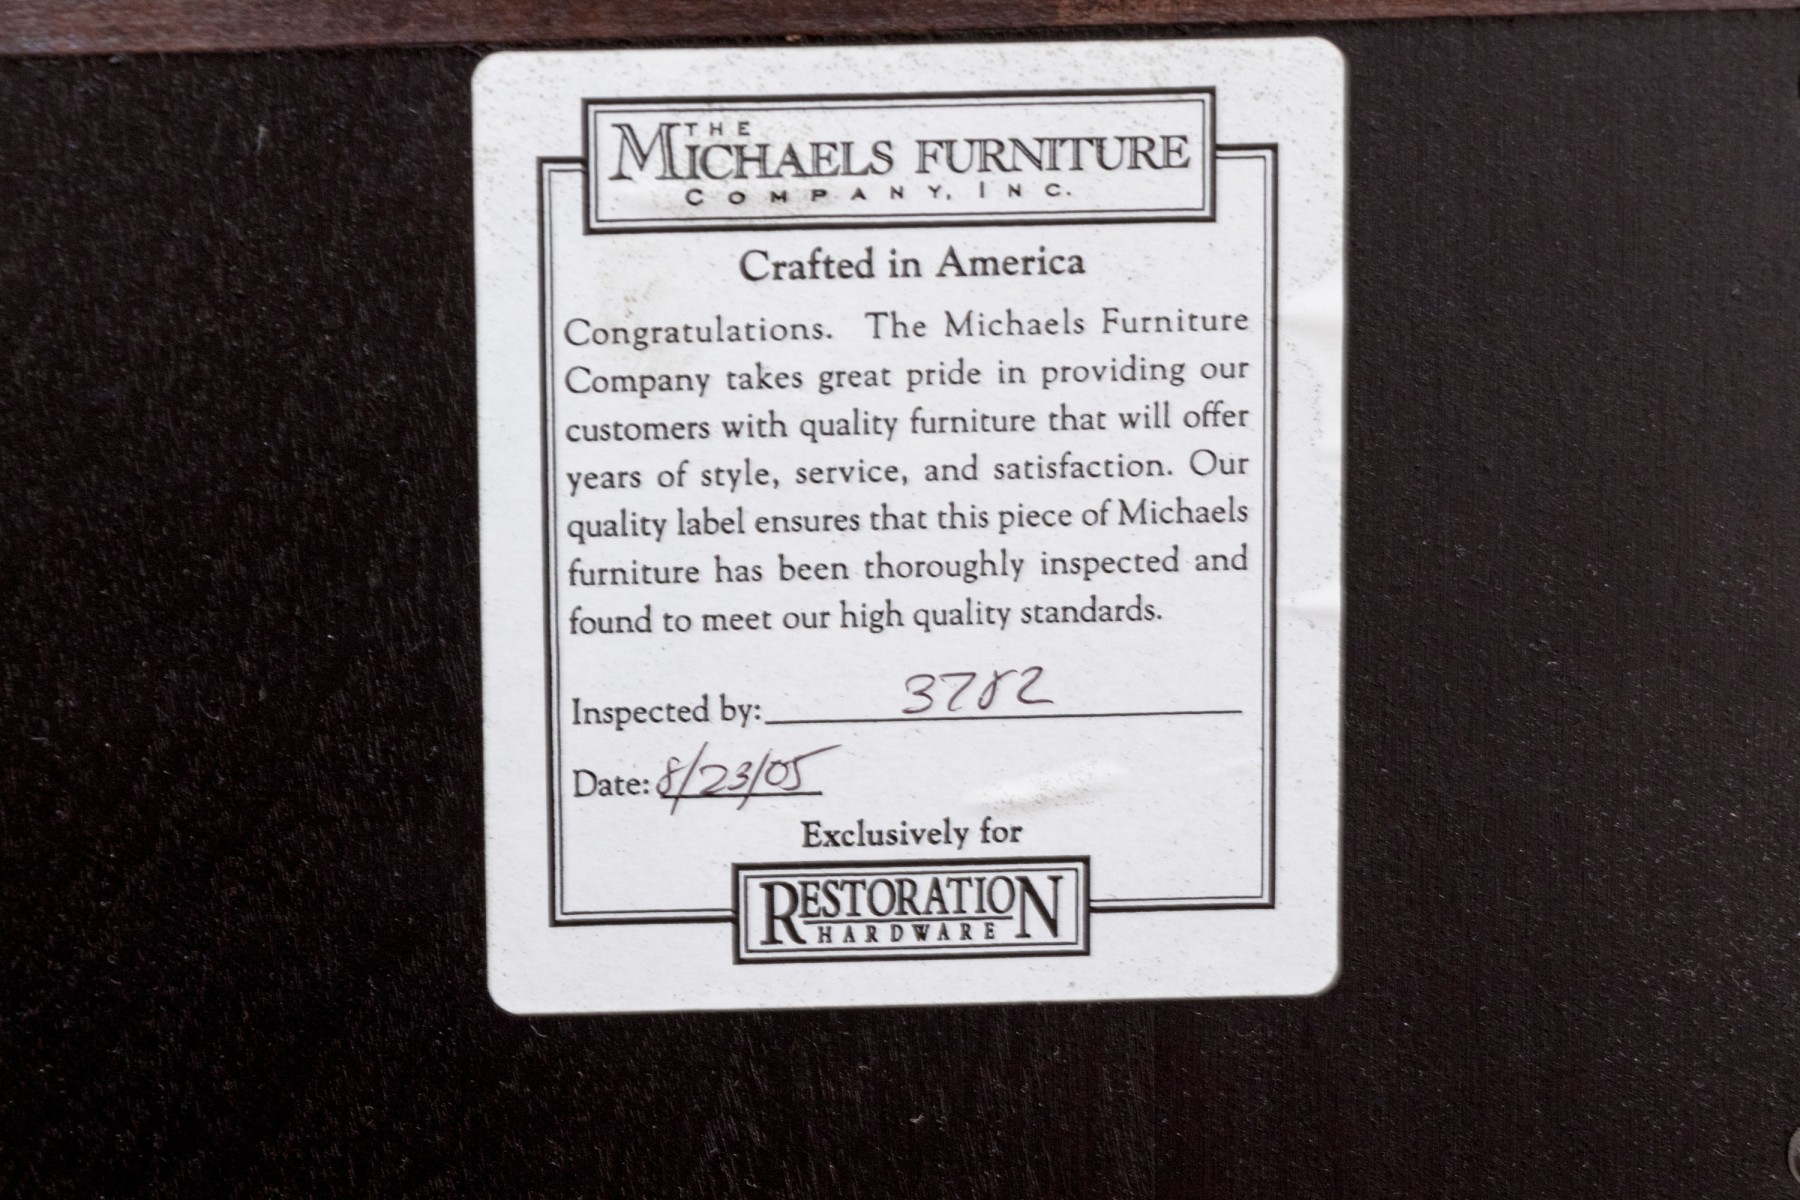 THE
MICHAELS FURNITURE
COMPANY, INC.
Crafted in America
Congratulations. The Michaels Furniture
Company takes great pride in providing our
customers with quality furniture that will offer
years of style, service, and satisfaction. Our
quality label ensures that this piece of Michaels
furniture has been thoroughly inspected and
found to meet our high quality standards.
Inspected by: 3782
Date: 8/23/05
Exclusively for
RESTORATION
HARDWARE